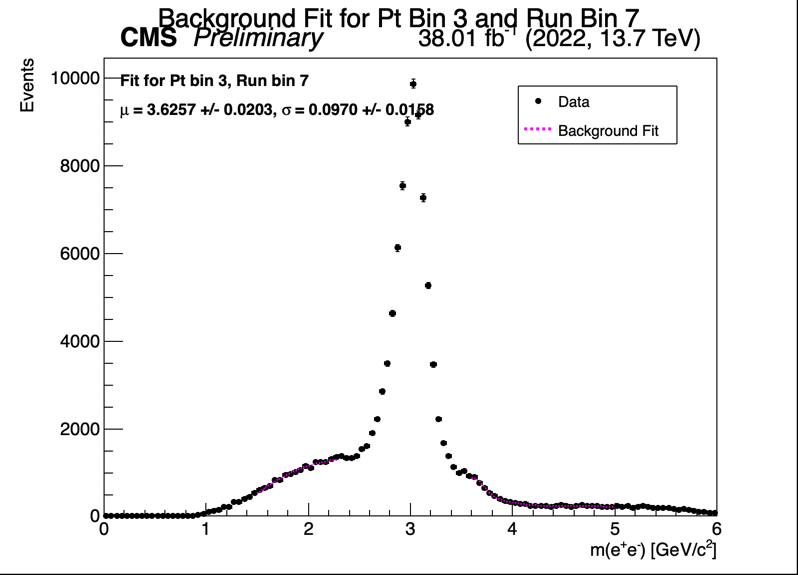 Background Fit for Pt Bin 3 and Run Bin 7
CMS Preliminary 38.01 fb⁻¹ (2022, 13.7 TeV)
Events
Fit for Pt bin 3, Run bin 7
μ = 3.6257 +/- 0.0203, σ = 0.0970 +/- 0.0158
Data
Background Fit
10000
8000
6000
4000
2000
0
0 1 2 3 4 5 6
m(e⁺e⁻) [GeV/c²]